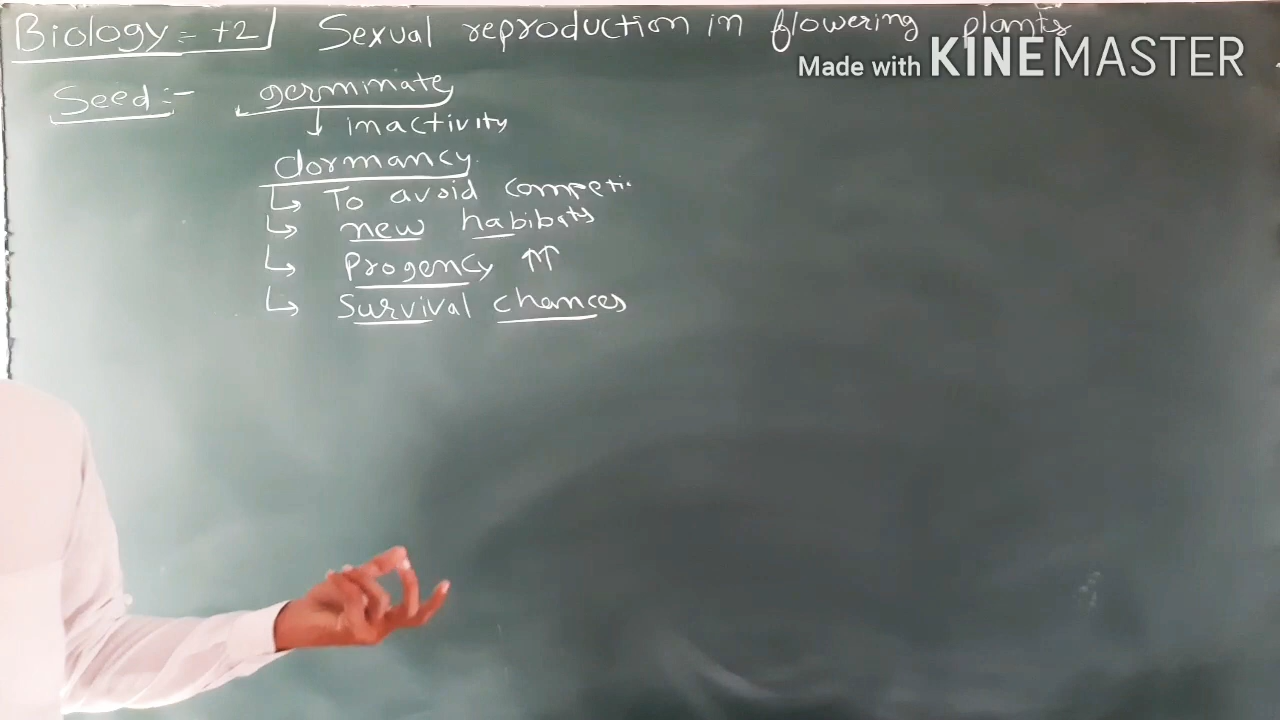 Biology = +2 Sexual reproduction in flowering plants
Made with KINEMASTER
Seed :- germinate
↓ inactivity
dormancy
↳ To avoid competi
↳ new habibats
↳ Progency ↑↑
↳ Survival chances